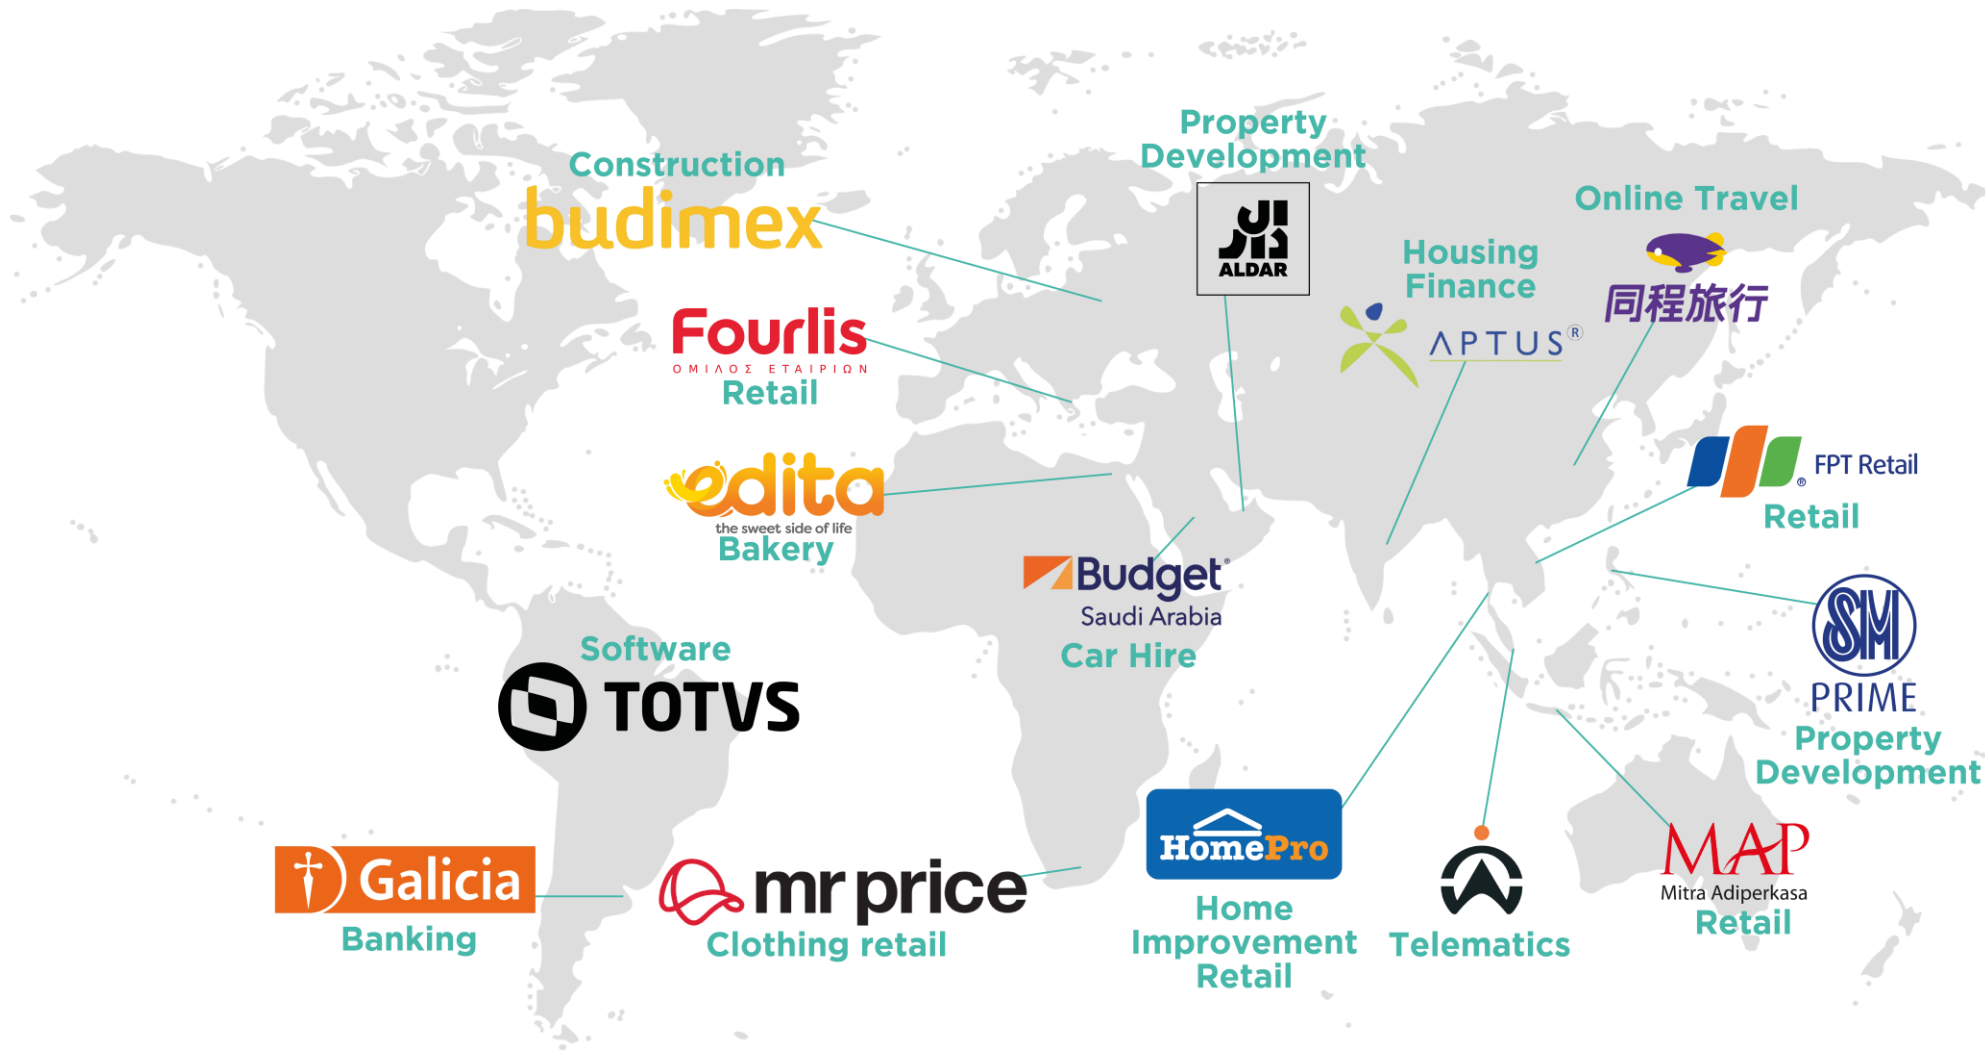 Construction
budimex
Fourlis
ΟΜΙΛΟΣ ΕΤΑΙΡΙΩΝ
Retail
edita
the sweet side of life
Bakery
Property
Development
الدار
ALDAR
Housing
Finance
APTUS®
Online Travel
同程旅行
FPT Retail
®
Retail
Budget®
Saudi Arabia
Car Hire
SM
PRIME
Property
Development
Software
TOTVS
Galicia
Banking
mr price
Clothing retail
HomePro
Home
Improvement
Retail
Telematics
MAP
Mitra Adiperkasa
Retail